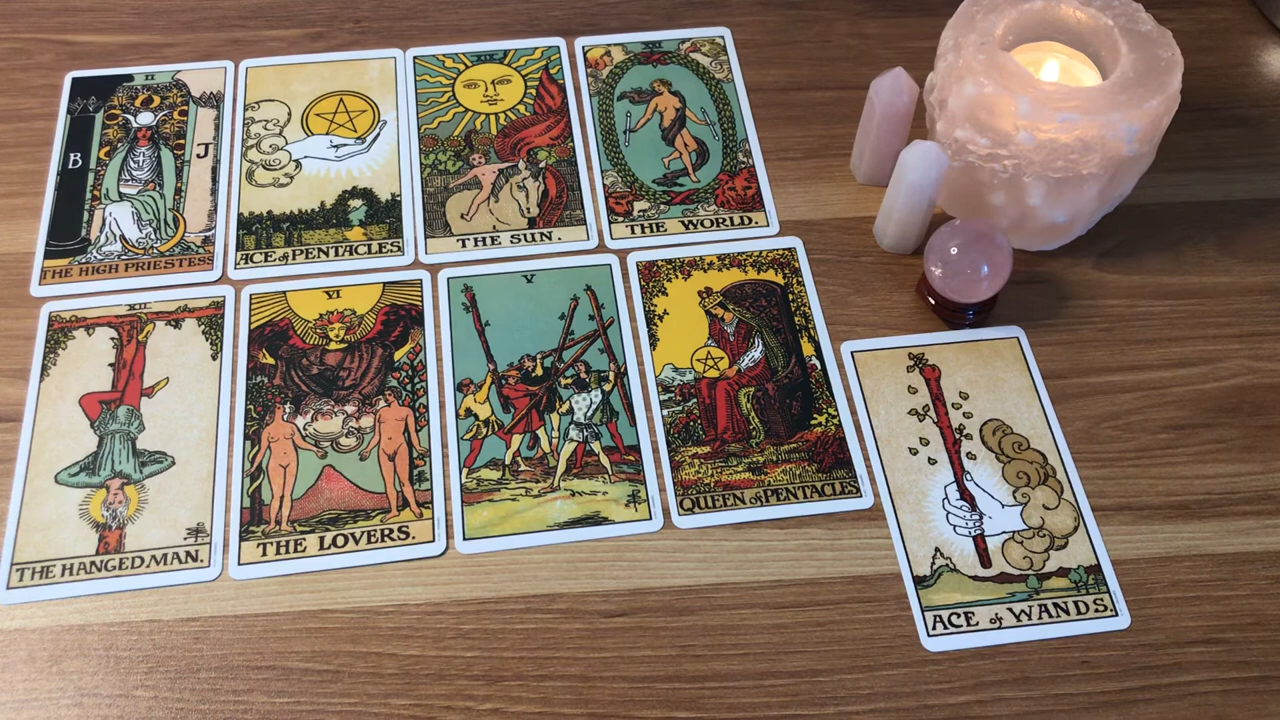 II
B
J
THE HIGH PRIESTESS
ACE of PENTACLES
XIX
THE SUN.
XXI
THE WORLD.
XII
THE HANGED MAN.
VI
THE LOVERS.
V
QUEEN of PENTACLES
ACE of WANDS.